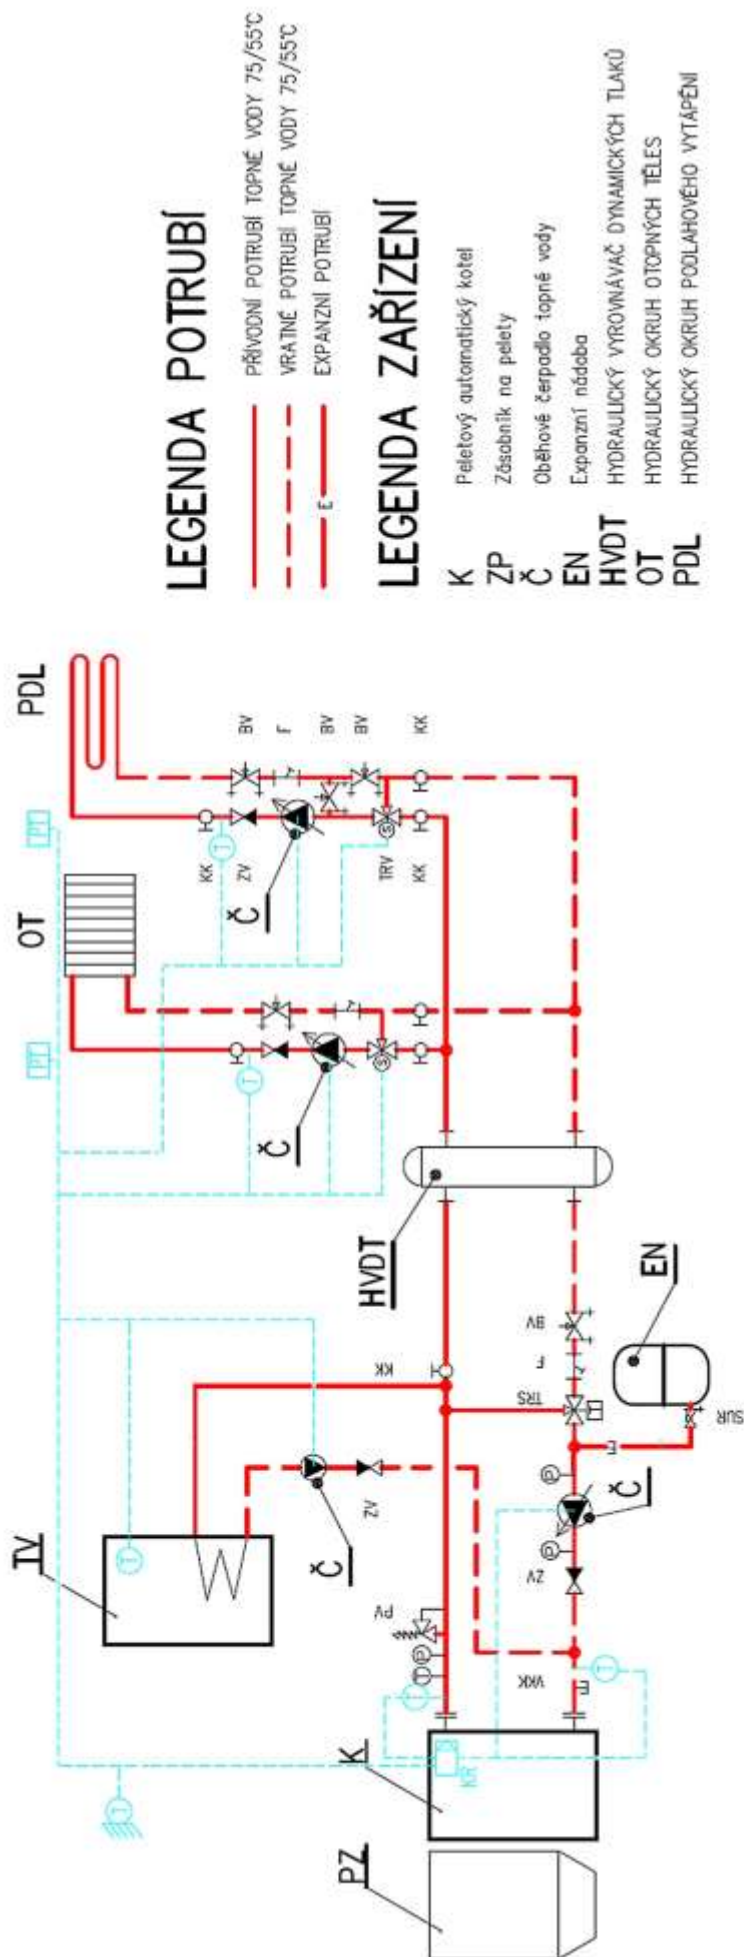 LEGENDA POTRUBÍ
PŘÍVODNÍ POTRUBÍ TOPNÉ VODY 75/55°C
VRATNÉ POTRUBÍ TOPNÉ VODY 75/55°C
E EXPANZNÍ POTRUBÍ
LEGENDA ZAŘÍZENÍ
K Peletový automatický kotel
ZP Zásobník na pelety
Č Oběhové čerpadlo topné vody
EN Expanzní nádoba
HVDT HYDRAULICKÝ VYROVNÁVAČ DYNAMICKÝCH TLAKŮ
OT HYDRAULICKÝ OKRUH OTOPNÝCH TĚLES
PDL HYDRAULICKÝ OKRUH PODLAHOVÉHO VYTÁPĚNÍ
TV
OT
PDL
PT
PT
T
T
T
T
KK
ZV
BV
F
BV
BV
Č
TRV
KK
KK
S
S
Č
HVDT
KK
Č
ZV
PV
T
P
T
K
KR
PZ
VKK
T
ZV
P
P
Č
E
TRS
F
BV
EN
SUR